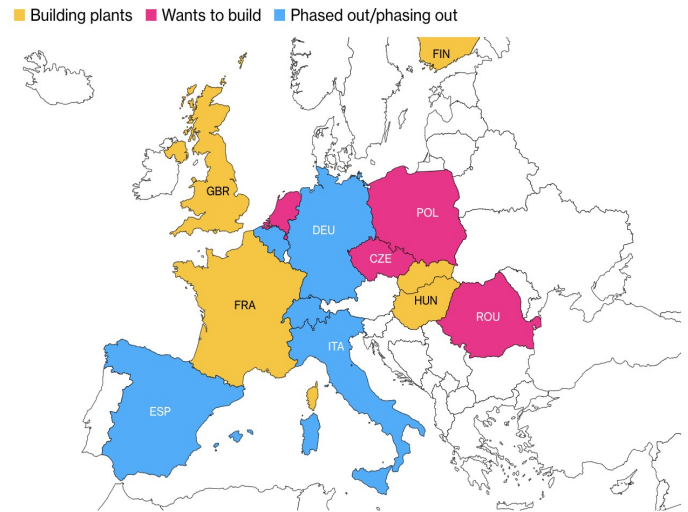 Building plants Wants to build Phased out/phasing out
FIN
GBR
POL
DEU
CZE
HUN
FRA
ROU
ITA
ESP